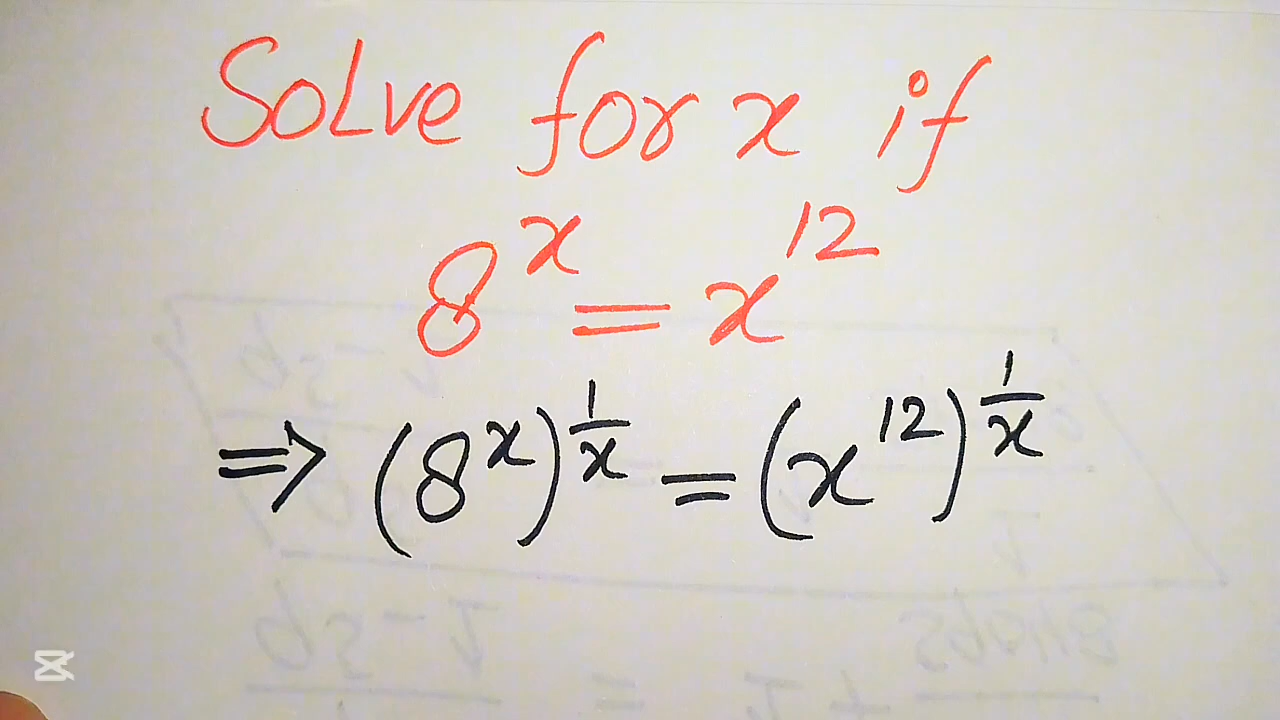 Solve for x if
8^x = x^12
⇒ (8^x)^(1/x) = (x^12)^(1/x)